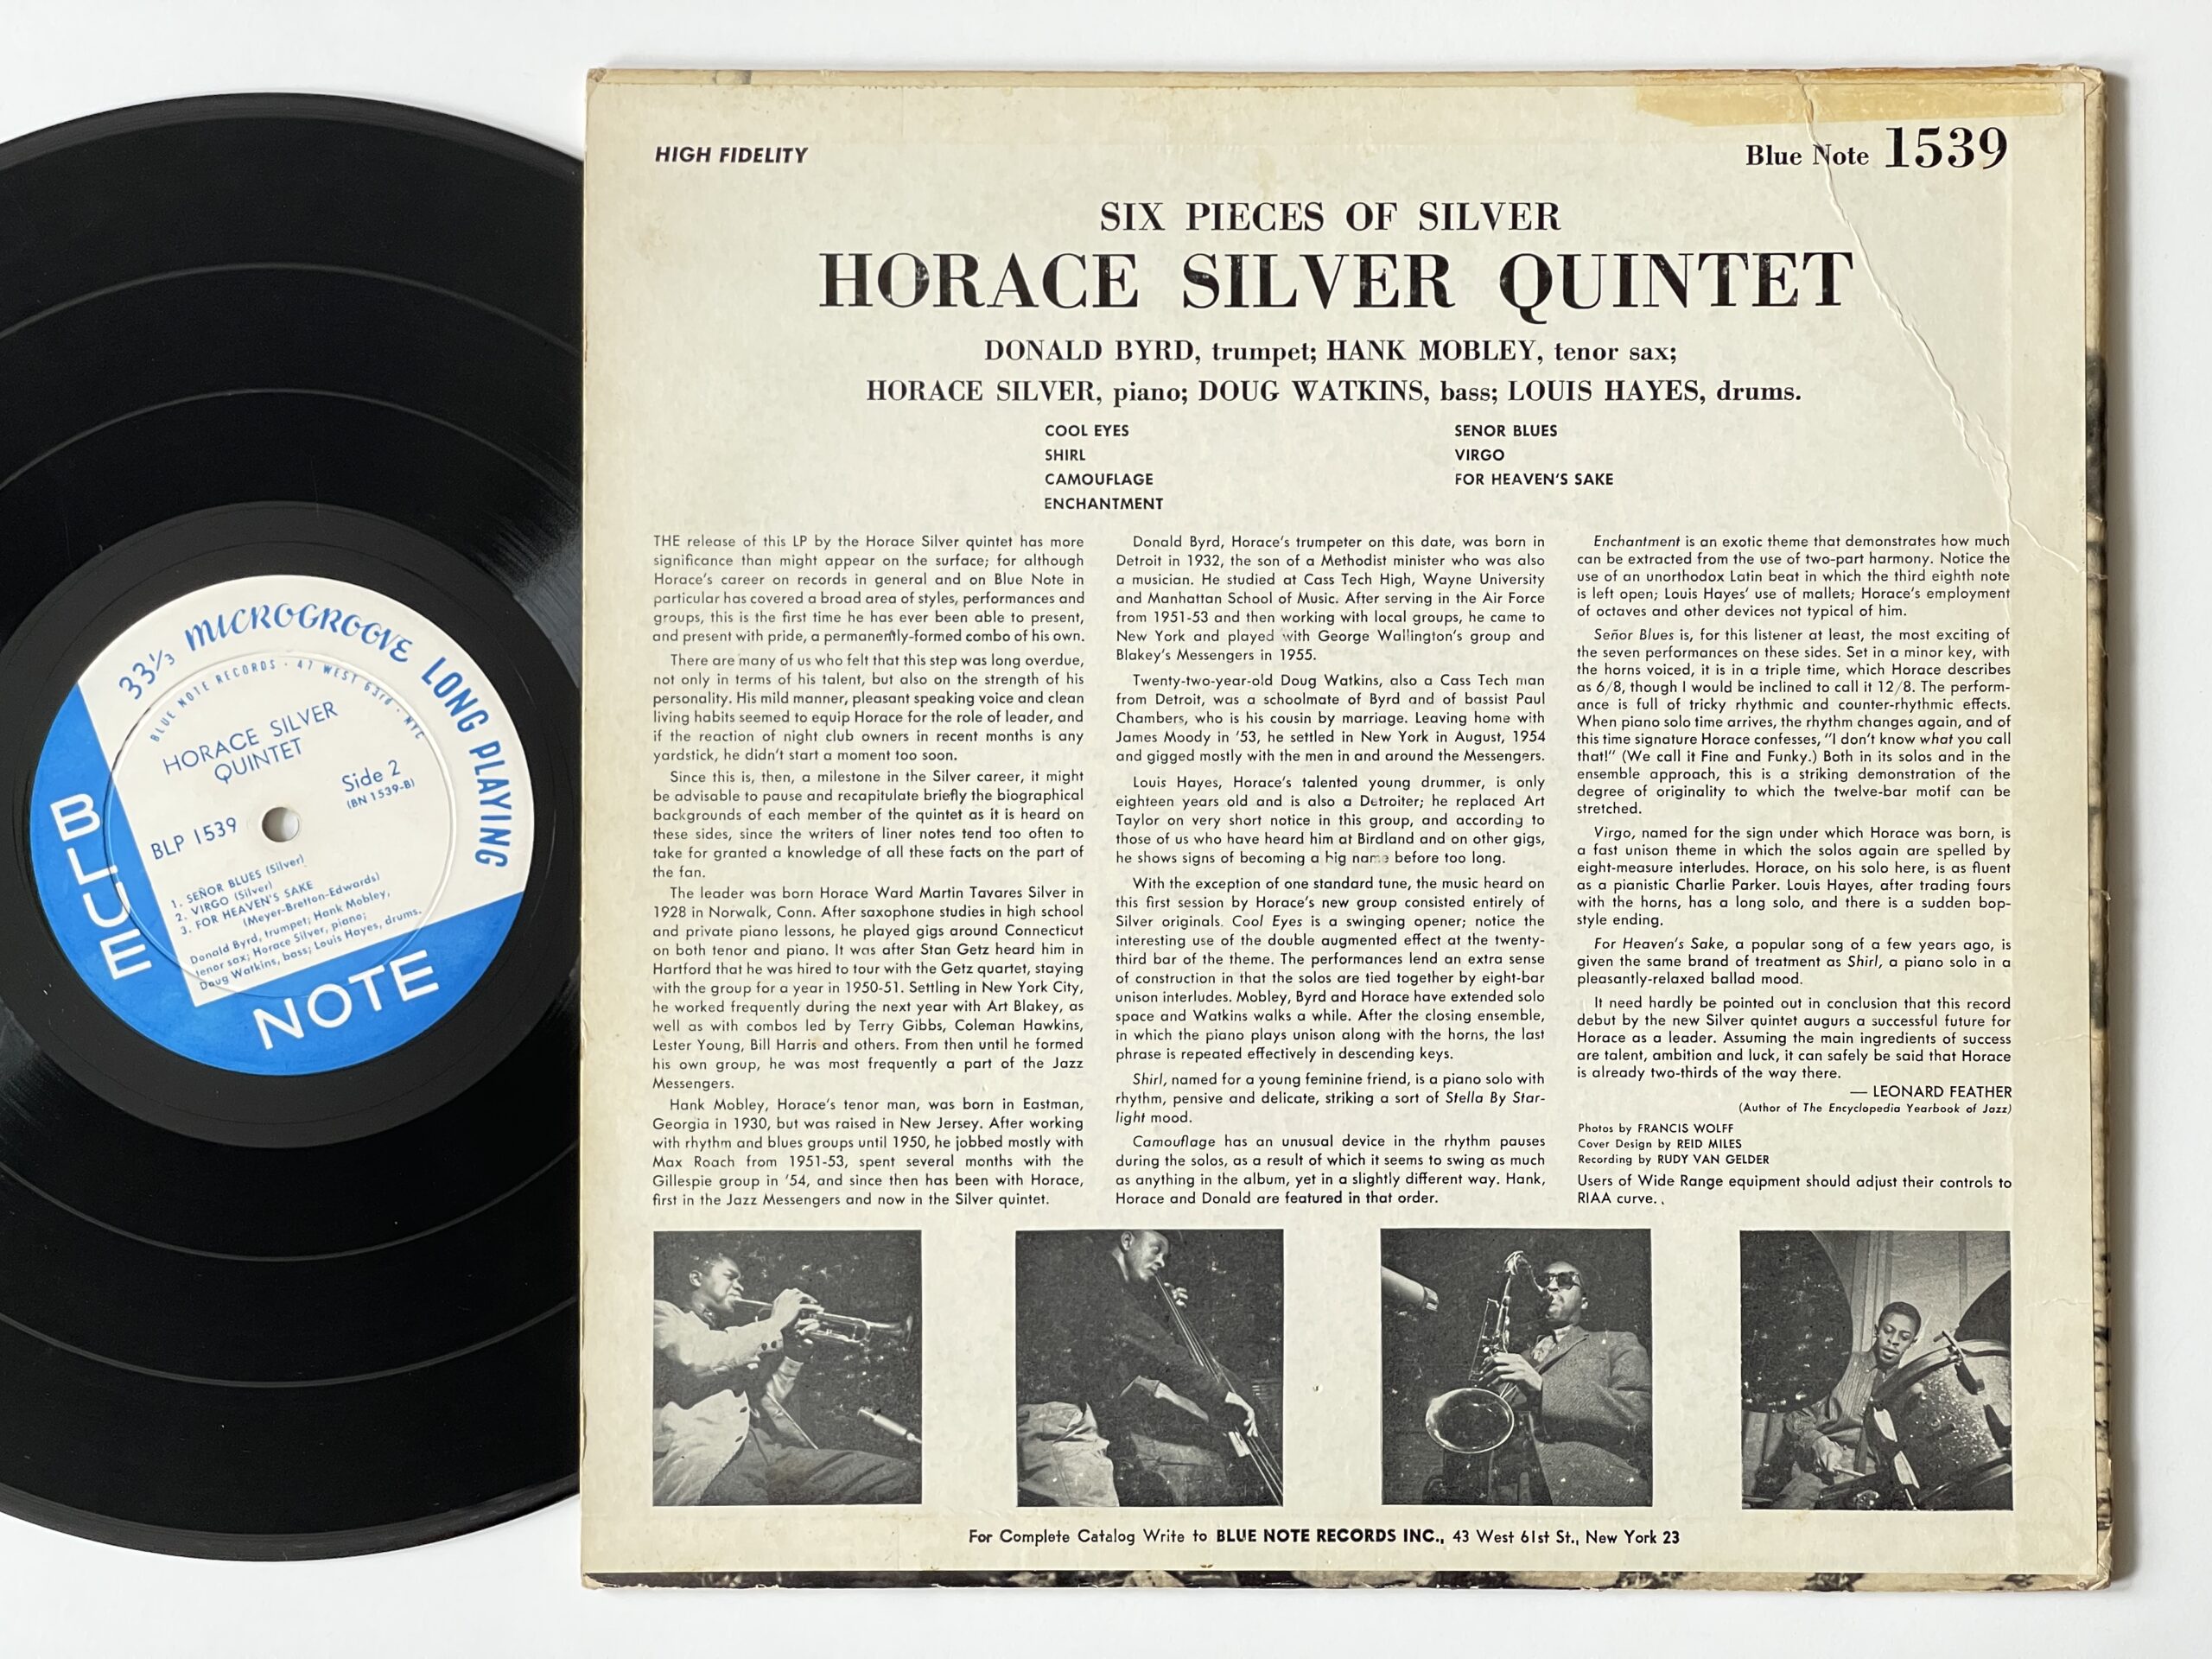 33⅓ MICROGROOVE LONG PLAYING
BLUE NOTE RECORDS · 47 WEST 63rd · NYC
HORACE SILVER
QUINTET
Side 2
(BN 1539-B)
BLP 1539
1. SEÑOR BLUES (Silver)
2. VIRGO (Silver)
3. FOR HEAVEN'S SAKE
(Meyer-Bretton-Edwards)
Donald Byrd, trumpet; Hank Mobley,
tenor sax; Horace Silver, piano;
Doug Watkins, bass; Louis Hayes, drums.
BLUE
NOTE
HIGH FIDELITY
Blue Note 1539
SIX PIECES OF SILVER
HORACE SILVER QUINTET
DONALD BYRD, trumpet; HANK MOBLEY, tenor sax;
HORACE SILVER, piano; DOUG WATKINS, bass; LOUIS HAYES, drums.
COOL EYES
SHIRL
CAMOUFLAGE
ENCHANTMENT
SENOR BLUES
VIRGO
FOR HEAVEN'S SAKE
THE release of this LP by the Horace Silver quintet has more
significance than might appear on the surface; for although
Horace's career on records in general and on Blue Note in
particular has covered a broad area of styles, performances and
groups, this is the first time he has ever been able to present,
and present with pride, a permanently-formed combo of his own.
There are many of us who felt that this step was long overdue,
not only in terms of his talent, but also on the strength of his
personality. His mild manner, pleasant speaking voice and clean
living habits seemed to equip Horace for the role of leader, and
if the reaction of night club owners in recent months is any
yardstick, he didn't start a moment too soon.
Since this is, then, a milestone in the Silver career, it might
be advisable to pause and recapitulate briefly the biographical
backgrounds of each member of the quintet as it is heard on
these sides, since the writers of liner notes tend too often to
take for granted a knowledge of all these facts on the part of
the fan.
The leader was born Horace Ward Martin Tavares Silver in
1928 in Norwalk, Conn. After saxophone studies in high school
and private piano lessons, he played gigs around Connecticut
on both tenor and piano. It was after Stan Getz heard him in
Hartford that he was hired to tour with the Getz quartet, staying
with the group for a year in 1950-51. Settling in New York City,
he worked frequently during the next year with Art Blakey, as
well as with combos led by Terry Gibbs, Coleman Hawkins,
Lester Young, Bill Harris and others. From then until he formed
his own group, he was most frequently a part of the Jazz
Messengers.
Hank Mobley, Horace's tenor man, was born in Eastman,
Georgia in 1930, but was raised in New Jersey. After working
with rhythm and blues groups until 1950, he jobbed mostly with
Max Roach from 1951-53, spent several months with the
Gillespie group in '54, and since then has been with Horace,
first in the Jazz Messengers and now in the Silver quintet.
Donald Byrd, Horace's trumpeter on this date, was born in
Detroit in 1932, the son of a Methodist minister who was also
a musician. He studied at Cass Tech High, Wayne University
and Manhattan School of Music. After serving in the Air Force
from 1951-53 and then working with local groups, he came to
New York and played with George Wallington's group and
Blakey's Messengers in 1955.
Twenty-two-year-old Doug Watkins, also a Cass Tech man
from Detroit, was a schoolmate of Byrd and of bassist Paul
Chambers, who is his cousin by marriage. Leaving home with
James Moody in '53, he settled in New York in August, 1954
and gigged mostly with the men in and around the Messengers.
Louis Hayes, Horace's talented young drummer, is only
eighteen years old and is also a Detroiter; he replaced Art
Taylor on very short notice in this group, and according to
those of us who have heard him at Birdland and on other gigs,
he shows signs of becoming a big name before too long.
With the exception of one standard tune, the music heard on
this first session by Horace's new group consisted entirely of
Silver originals. Cool Eyes is a swinging opener; notice the
interesting use of the double augmented effect at the twenty-
third bar of the theme. The performances lend an extra sense
of construction in that the solos are tied together by eight-bar
unison interludes. Mobley, Byrd and Horace have extended solo
space and Watkins walks a while. After the closing ensemble,
in which the piano plays unison along with the horns, the last
phrase is repeated effectively in descending keys.
Shirl, named for a young feminine friend, is a piano solo with
rhythm, pensive and delicate, striking a sort of Stella By Star-
light mood.
Camouflage has an unusual device in the rhythm pauses
during the solos, as a result of which it seems to swing as much
as anything in the album, yet in a slightly different way. Hank,
Horace and Donald are featured in that order.
Enchantment is an exotic theme that demonstrates how much
can be extracted from the use of two-part harmony. Notice the
use of an unorthodox Latin beat in which the third eighth note
is left open; Louis Hayes' use of mallets; Horace's employment
of octaves and other devices not typical of him.
Señor Blues is, for this listener at least, the most exciting of
the seven performances on these sides. Set in a minor key, with
the horns voiced, it is in a triple time, which Horace describes
as 6/8, though I would be inclined to call it 12/8. The perform-
ance is full of tricky rhythmic and counter-rhythmic effects.
When piano solo time arrives, the rhythm changes again, and of
this time signature Horace confesses, "I don't know what you call
that!" (We call it Fine and Funky.) Both in its solos and in the
ensemble approach, this is a striking demonstration of the
degree of originality to which the twelve-bar motif can be
stretched.
Virgo, named for the sign under which Horace was born, is
a fast unison theme in which the solos again are spelled by
eight-measure interludes. Horace, on his solo here, is as fluent
as a pianistic Charlie Parker. Louis Hayes, after trading fours
with the horns, has a long solo, and there is a sudden bop-
style ending.
For Heaven's Sake, a popular song of a few years ago, is
given the same brand of treatment as Shirl, a piano solo in a
pleasantly-relaxed ballad mood.
It need hardly be pointed out in conclusion that this record
debut by the new Silver quintet augurs a successful future for
Horace as a leader. Assuming the main ingredients of success
are talent, ambition and luck, it can safely be said that Horace
is already two-thirds of the way there.
— LEONARD FEATHER
(Author of The Encyclopedia Yearbook of Jazz)
Photos by FRANCIS WOLFF
Cover Design by REID MILES
Recording by RUDY VAN GELDER
Users of Wide Range equipment should adjust their controls to
RIAA curve.
For Complete Catalog Write to BLUE NOTE RECORDS INC., 43 West 61st St., New York 23